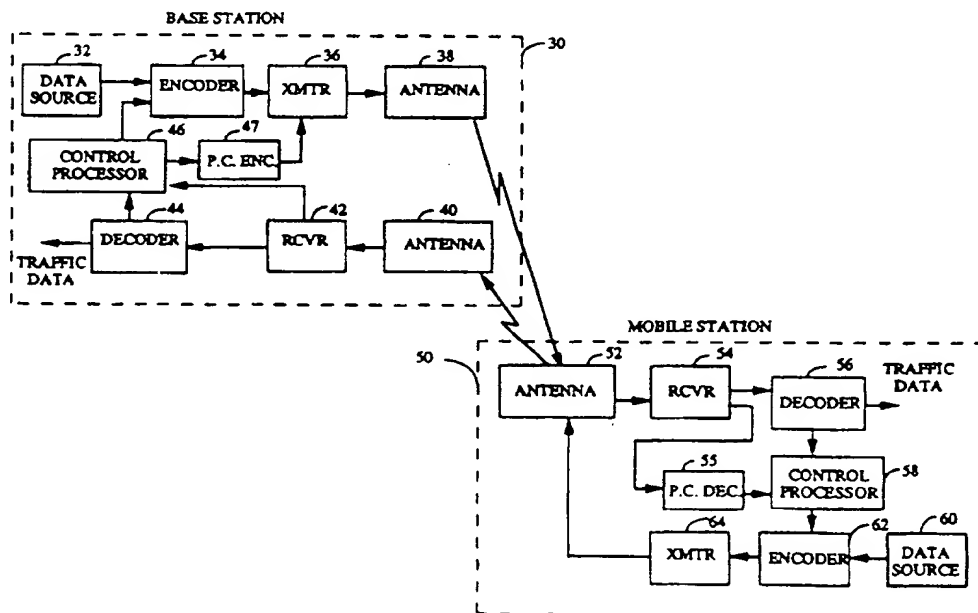 BASE STATION
30
32
34
36
38
DATA
SOURCE
ENCODER
XMTR
ANTENNA
46
47
CONTROL
PROCESSOR
P.C. ENC.
44
42
40
DECODER
RCVR
ANTENNA
TRAFFIC
DATA
MOBILE STATION
50
52
54
56
TRAFFIC
DATA
ANTENNA
RCVR
DECODER
55
58
P.C. DEC.
CONTROL
PROCESSOR
64
62
60
XMTR
ENCODER
DATA
SOURCE